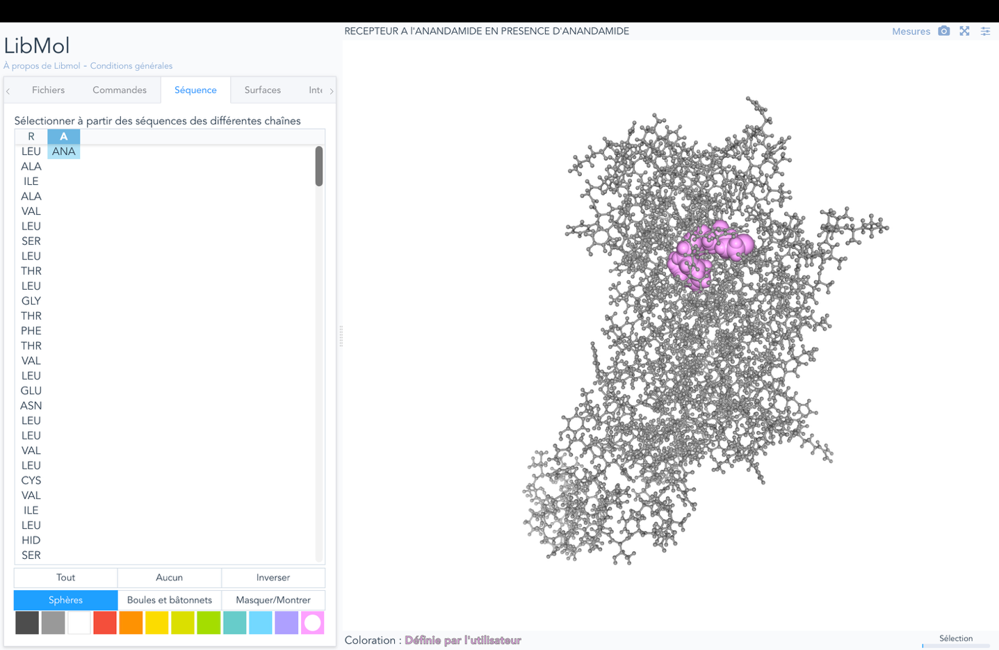 LibMol
À propos de Libmol - Conditions générales
Fichiers Commandes Séquence Surfaces Inte
Sélectionner à partir des séquences des différentes chaînes
R A
LEU ANA
ALA
ILE
ALA
VAL
LEU
SER
LEU
THR
LEU
GLY
THR
PHE
THR
VAL
LEU
GLU
ASN
LEU
LEU
VAL
LEU
CYS
VAL
ILE
LEU
HID
SER
Tout Aucun Inverser
Sphères Boules et bâtonnets Masquer/Montrer
RECEPTEUR A l'ANANDAMIDE EN PRESENCE D'ANANDAMIDE
Mesures
Coloration : Définie par l'utilisateur
Sélection